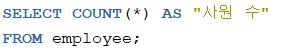 SELECT COUNT(*) AS "사원 수"
FROM employee;